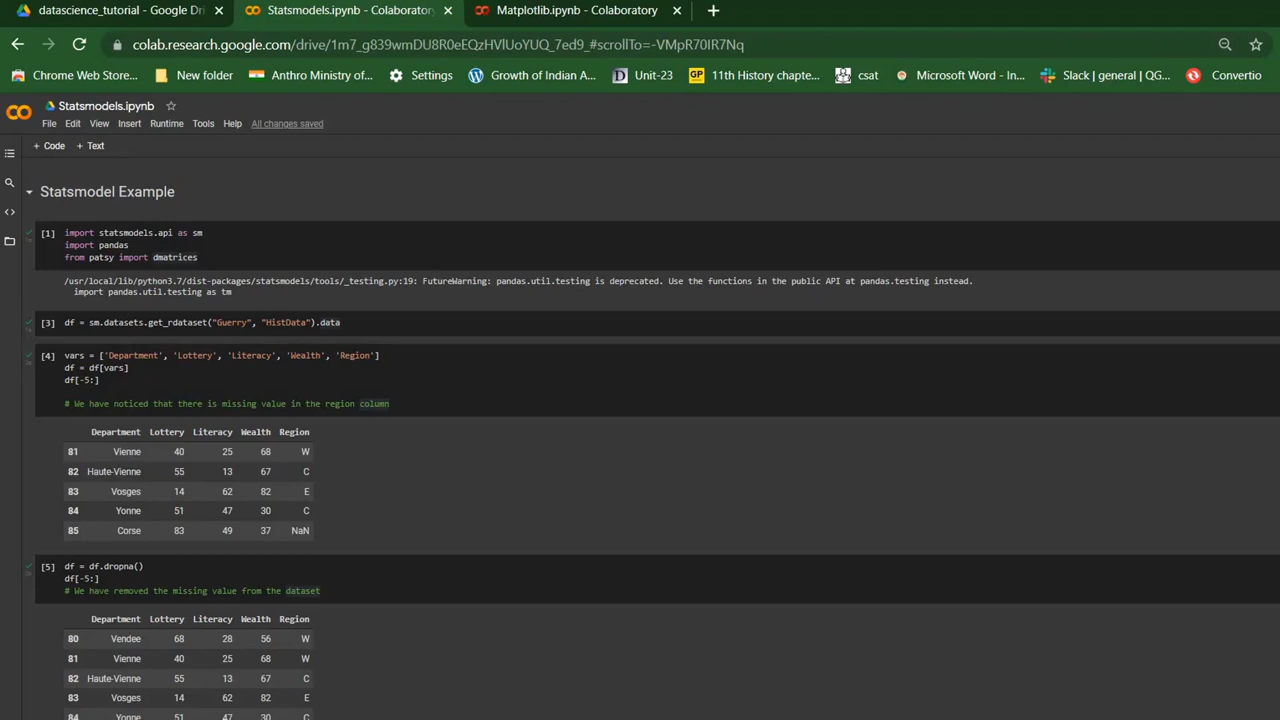 datascience_tutorial - Google Dri
Statsmodels.ipynb - Colaboratory
Matplotlib.ipynb - Colaboratory
colab.research.google.com/drive/1m7_g839wmDU8R0eEQzHVlUoYUQ_7ed9_#scrollTo=-VMpR70IR7Nq
Chrome Web Store...
New folder
Anthro Ministry of...
Settings
Growth of Indian A...
Unit-23
11th History chapte...
csat
Microsoft Word - In...
Slack | general | QG...
Convertio
Statsmodels.ipynb
File Edit View Insert Runtime Tools Help All changes saved
+ Code + Text
Statsmodel Example
[1] import statsmodels.api as sm
import pandas
from patsy import dmatrices
/usr/local/lib/python3.7/dist-packages/statsmodels/tools/_testing.py:19: FutureWarning: pandas.util.testing is deprecated. Use the functions in the public API at pandas.testing instead.
import pandas.util.testing as tm
[3] df = sm.datasets.get_rdataset("Guerry", "HistData").data
[4] vars = ['Department', 'Lottery', 'Literacy', 'Wealth', 'Region']
df = df[vars]
df[-5:]
# We have noticed that there is missing value in the region column
Department Lottery Literacy Wealth Region
81 Vienne 40 25 68 W
82 Haute-Vienne 55 13 67 C
83 Vosges 14 62 82 E
84 Yonne 51 47 30 C
85 Corse 83 49 37 NaN
[5] df = df.dropna()
df[-5:]
# We have removed the missing value from the dataset
Department Lottery Literacy Wealth Region
80 Vendee 68 28 56 W
81 Vienne 40 25 68 W
82 Haute-Vienne 55 13 67 C
83 Vosges 14 62 82 E
84 Yonne 51 47 30 C